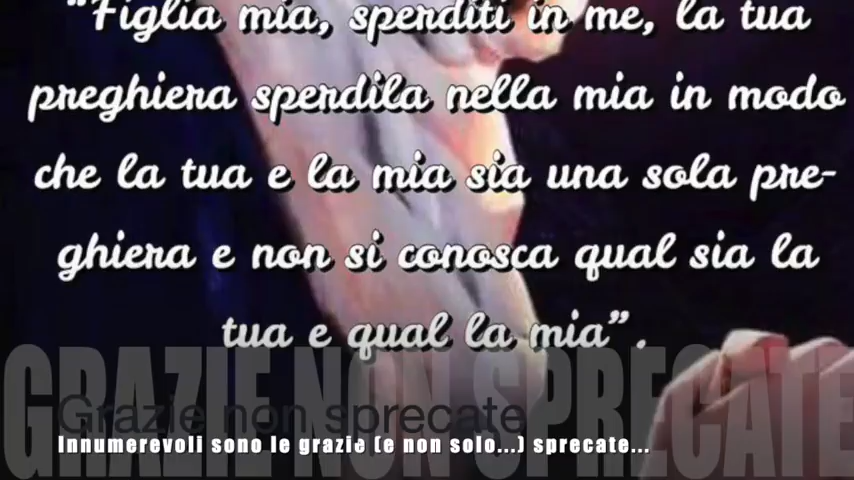 “Figlia mia, sperditi in me, la tua
preghiera sperdila nella mia in modo
che la tua e la mia sia una sola pre-
ghiera e non si conosca qual sia la
tua e qual la mia”.
GRAZIE NON SPRECATE
Grazie non sprecate
Innumerevoli sono le grazie (e non solo...) sprecate...